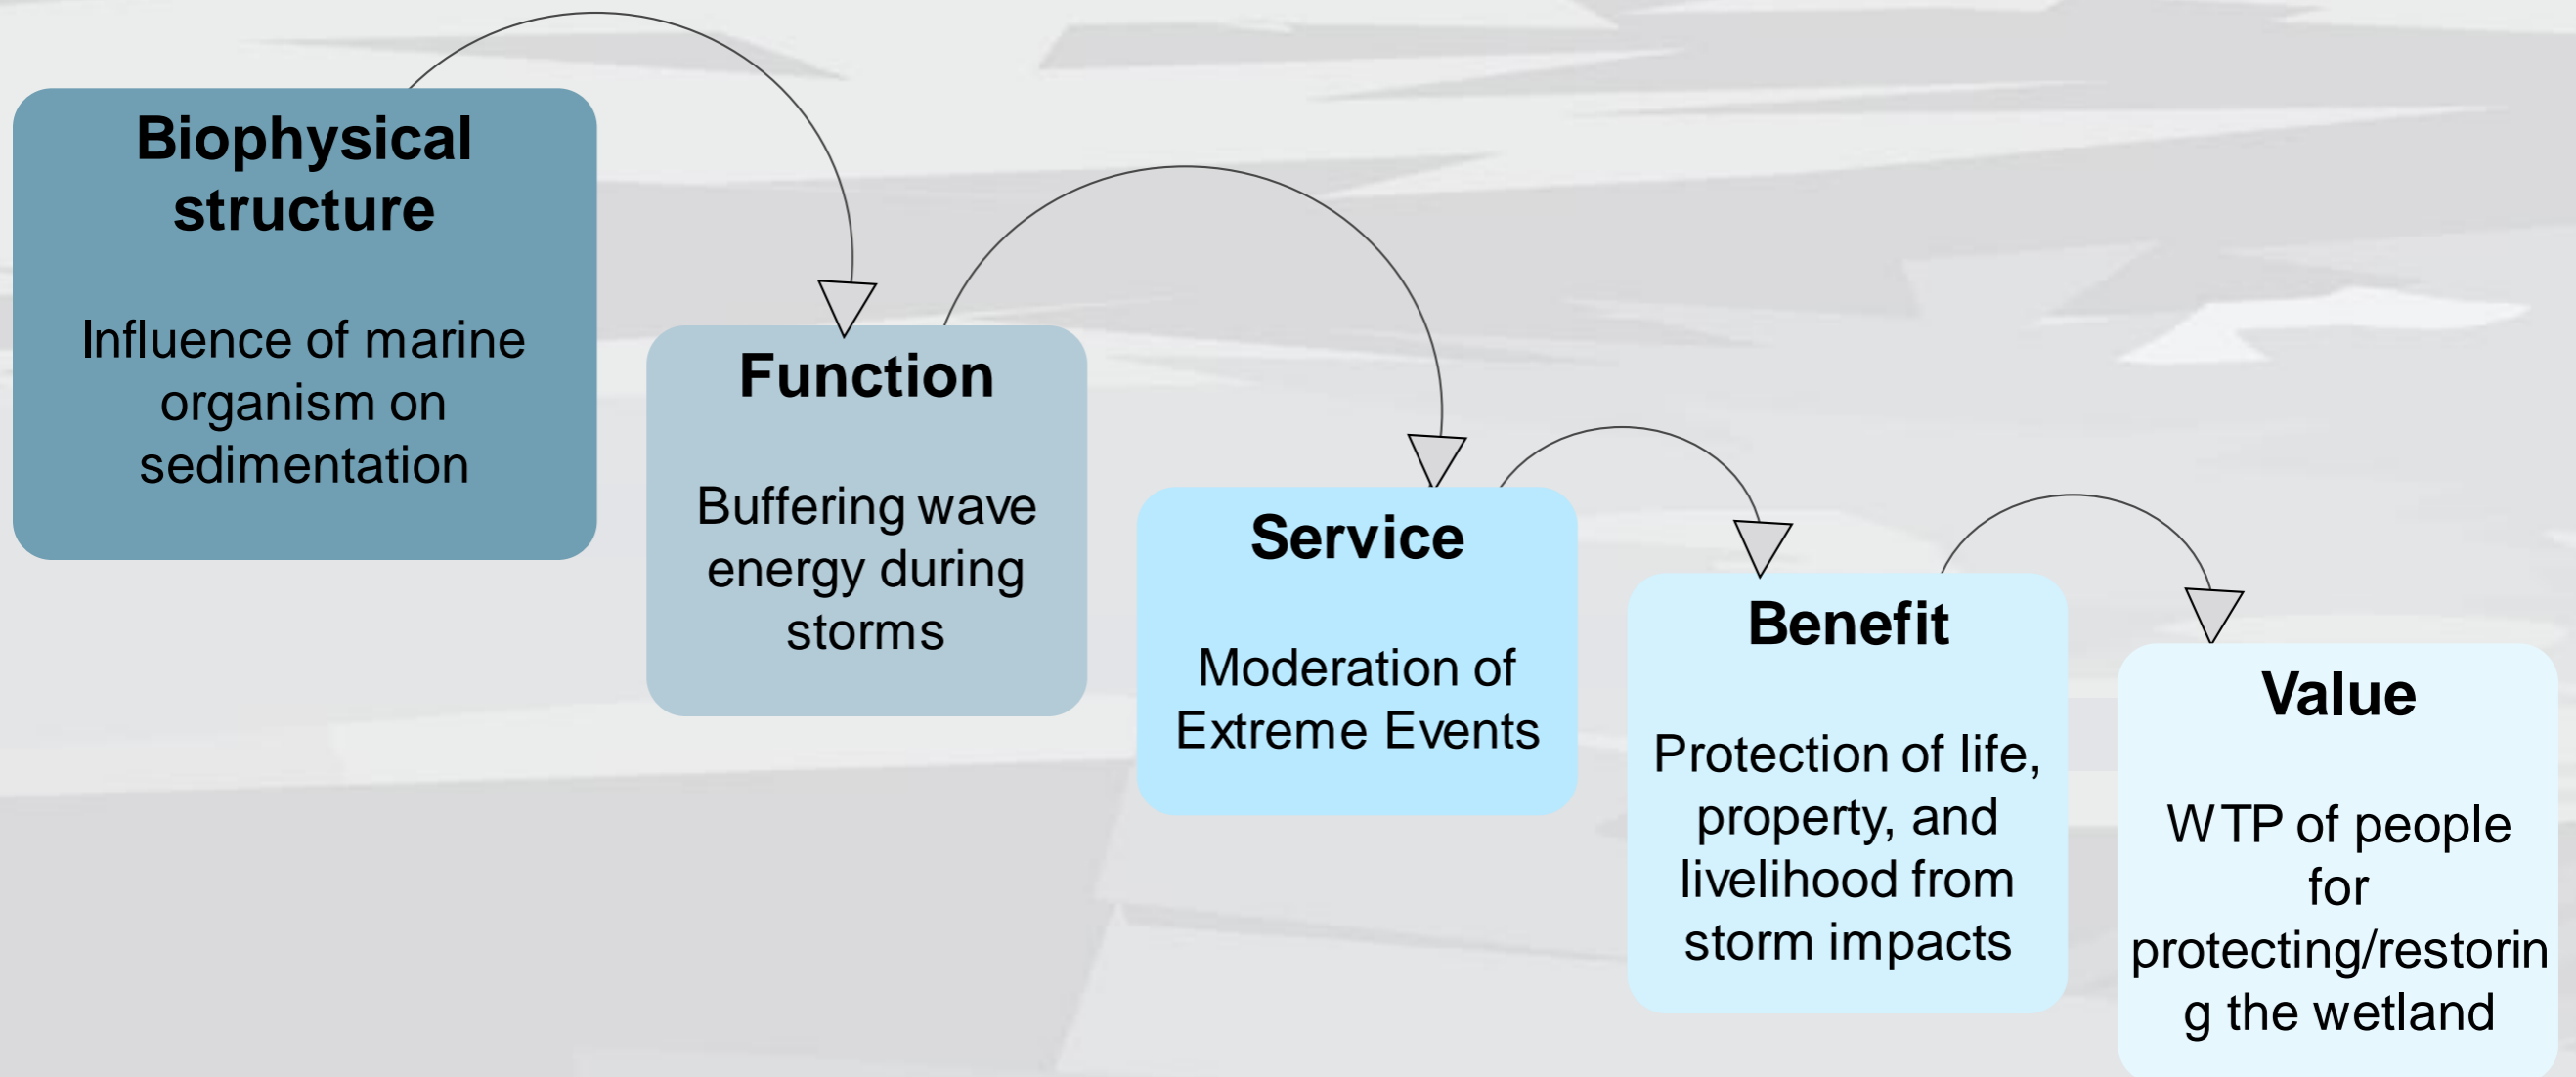 Biophysical
structure
Influence of marine
organism on
sedimentation
Function
Buffering wave
energy during
storms
Service
Moderation of
Extreme Events
Benefit
Protection of life,
property, and
livelihood from
storm impacts
Value
WTP of people
for
protecting/restorin
g the wetland